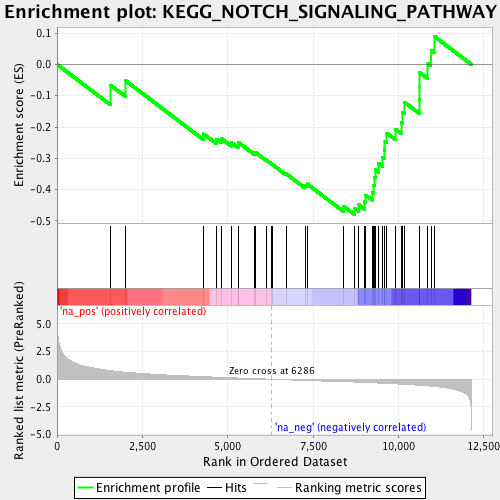 Enrichment plot: KEGG_NOTCH_SIGNALING_PATHWAY
Enrichment score (ES)
0.1
0.0
-0.1
-0.2
-0.3
-0.4
-0.5
'na_pos' (positively correlated)
Ranked list metric (PreRanked)
5.0
2.5
0.0
-2.5
-5.0
Zero cross at 6286
'na_neg' (negatively correlated)
0 2,500 5,000 7,500 10,000 12,500
Rank in Ordered Dataset
Enrichment profile Hits Ranking metric scores